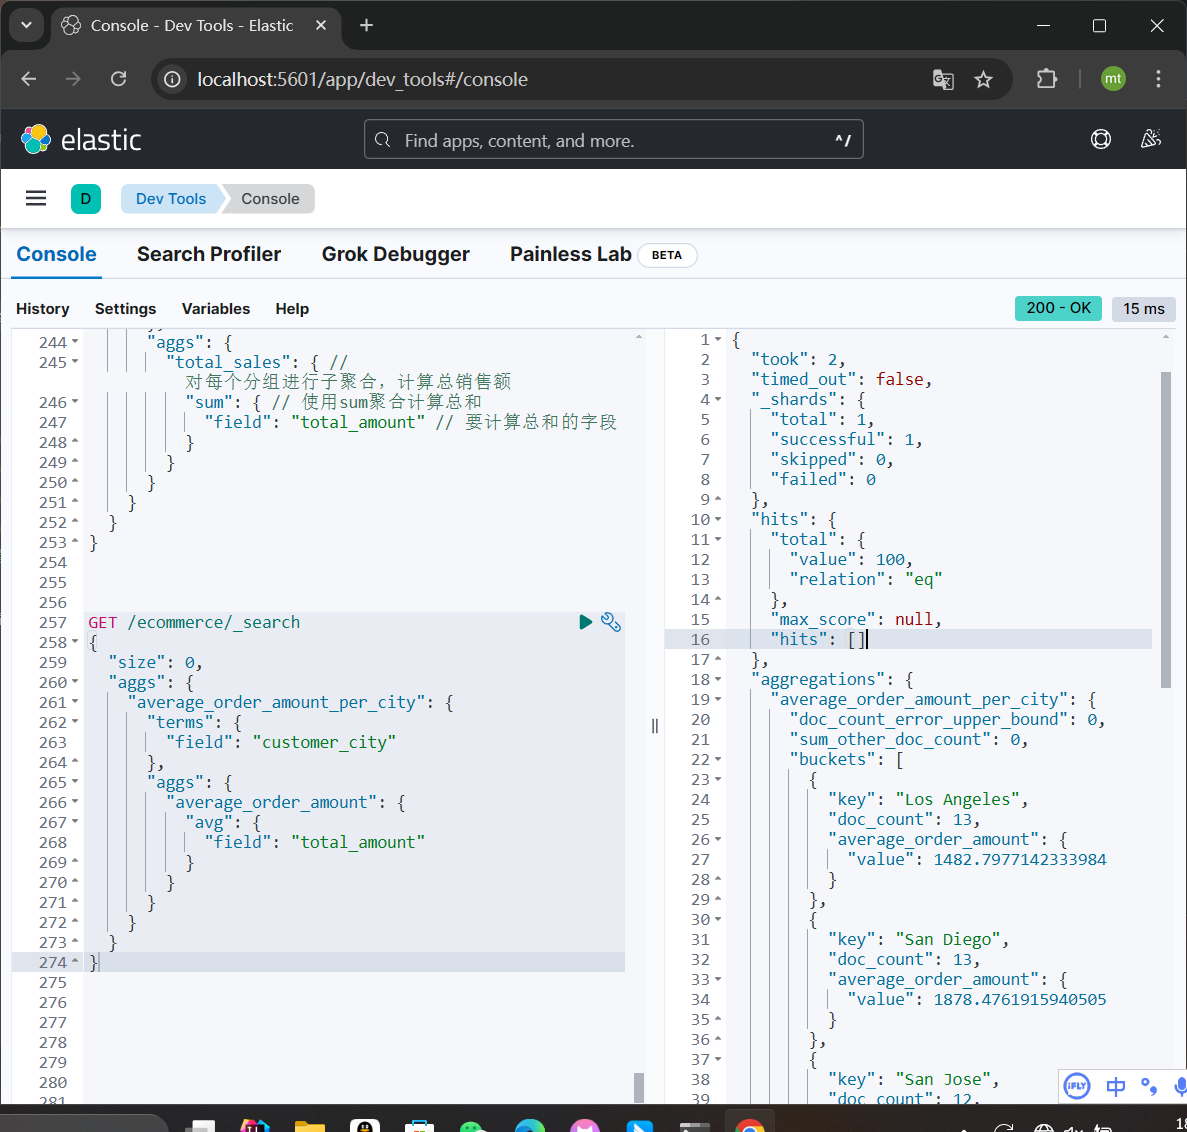 Console - Dev Tools - Elastic
localhost:5601/app/dev_tools#/console
mt
elastic
Find apps, content, and more.
^/
D
Dev Tools
Console
Console
Search Profiler
Grok Debugger
Painless Lab
BETA
History
Settings
Variables
Help
200 - OK
15 ms
244 "aggs": {
245 "total_sales": { //
对每个分组进行子聚合，计算总销售额
246 "sum": { // 使用sum聚合计算总和
247 "field": "total_amount" // 要计算总和的字段
248 }
249 }
250 }
251 }
252 }
253 }
254
255
256
257 GET /ecommerce/_search
258 {
259 "size": 0,
260 "aggs": {
261 "average_order_amount_per_city": {
262 "terms": {
263 "field": "customer_city"
264 },
265 "aggs": {
266 "average_order_amount": {
267 "avg": {
268 "field": "total_amount"
269 }
270 }
271 }
272 }
273 }
274 }
275
276
277
278
279
280
281
1 {
2 "took": 2,
3 "timed_out": false,
4 "_shards": {
5 "total": 1,
6 "successful": 1,
7 "skipped": 0,
8 "failed": 0
9 },
10 "hits": {
11 "total": {
12 "value": 100,
13 "relation": "eq"
14 },
15 "max_score": null,
16 "hits": []
17 },
18 "aggregations": {
19 "average_order_amount_per_city": {
20 "doc_count_error_upper_bound": 0,
21 "sum_other_doc_count": 0,
22 "buckets": [
23 {
24 "key": "Los Angeles",
25 "doc_count": 13,
26 "average_order_amount": {
27 "value": 1482.7977142333984
28 }
29 },
30 {
31 "key": "San Diego",
32 "doc_count": 13,
33 "average_order_amount": {
34 "value": 1878.4761915940505
35 }
36 },
37 {
38 "key": "San Jose",
39 "doc_count": 12,
iFLY 中